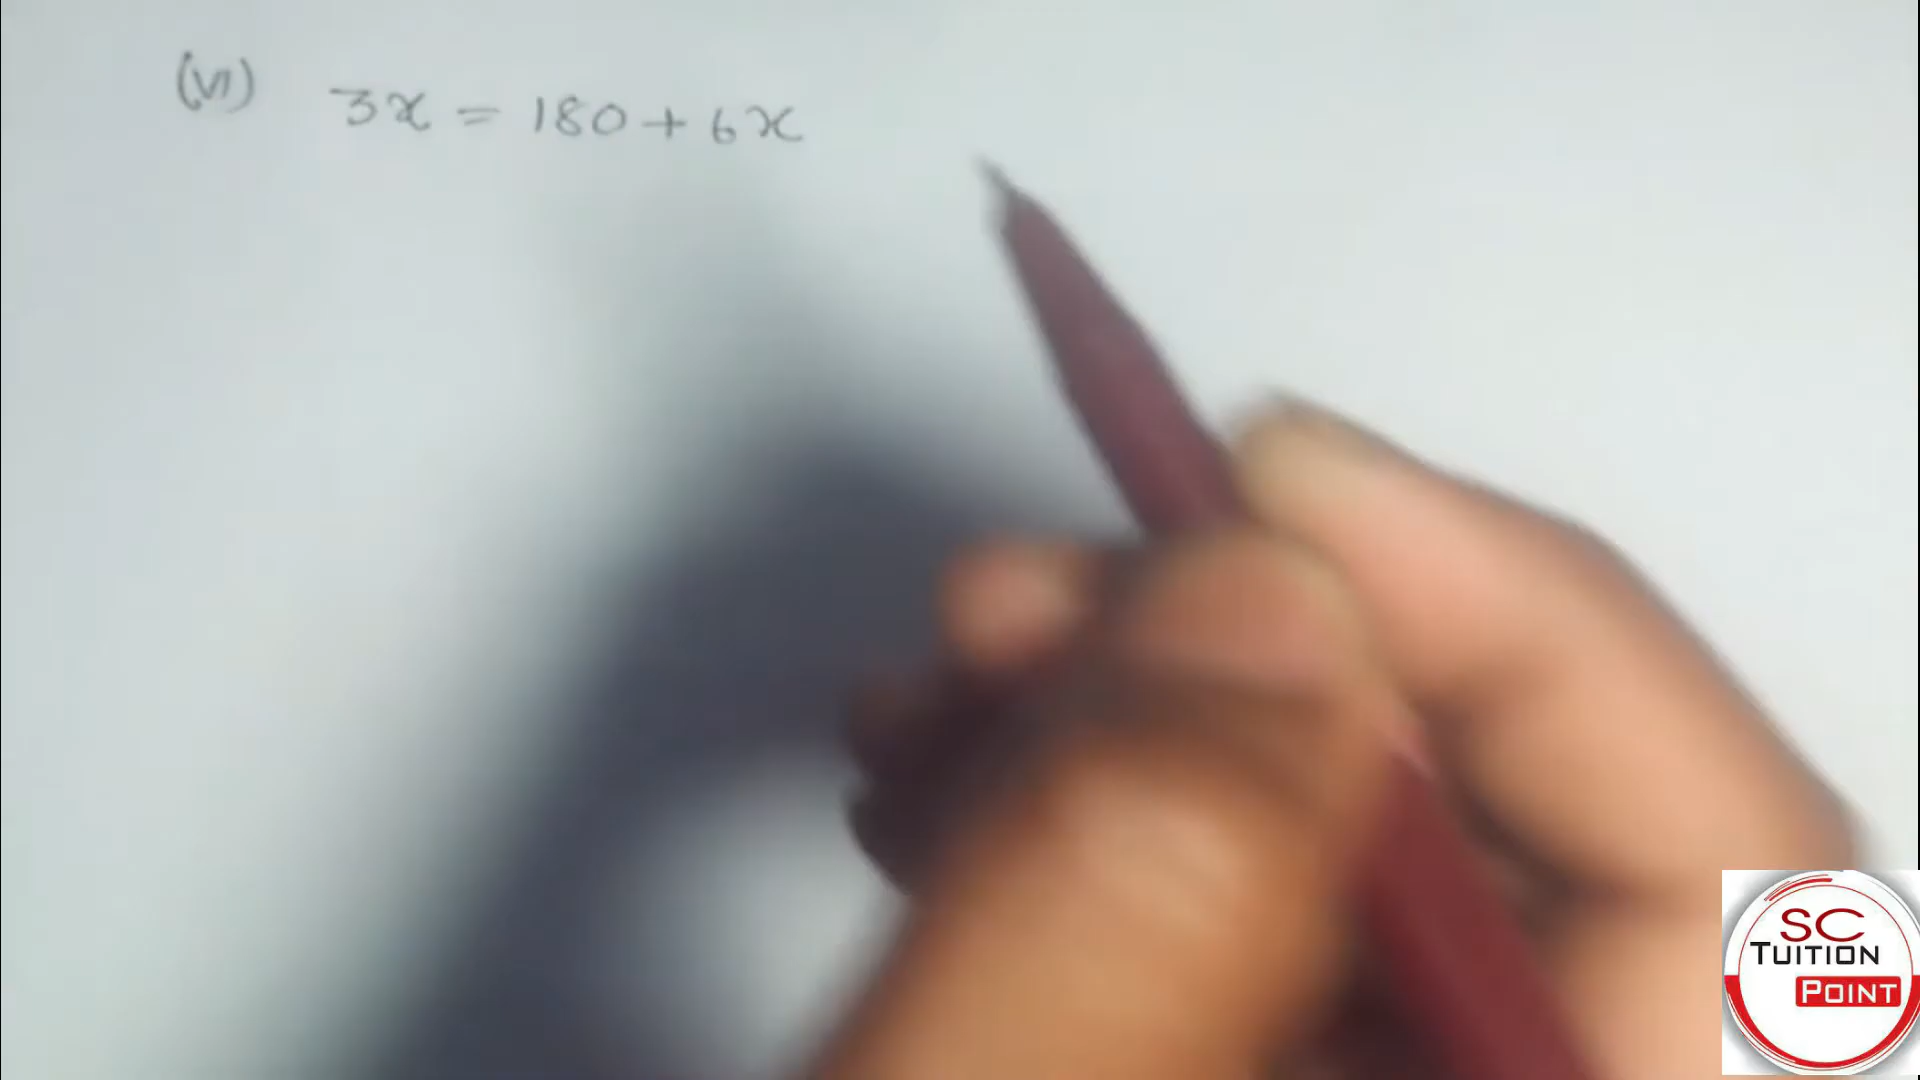 (VI) 3x = 180 + 6x
SC
TUITION
POINT